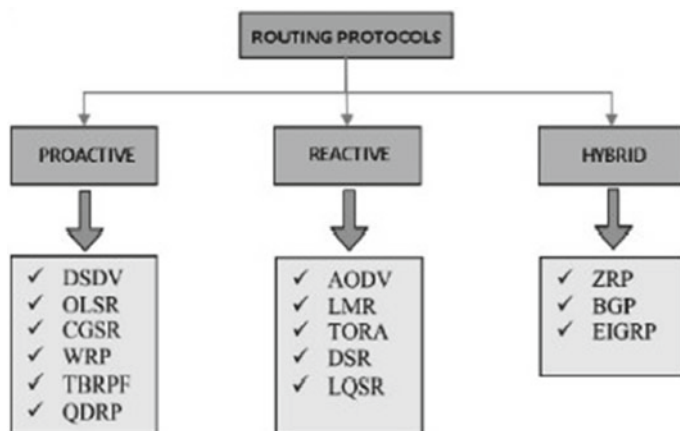 ROUTING PROTOCOLS
PROACTIVE
REACTIVE
HYBRID
✓ DSDV
✓ OLSR
✓ CGSR
✓ WRP
✓ TBRPF
✓ QDRP
✓ AODV
✓ LMR
✓ TORA
✓ DSR
✓ LQSR
✓ ZRP
✓ BGP
✓ EIGRP